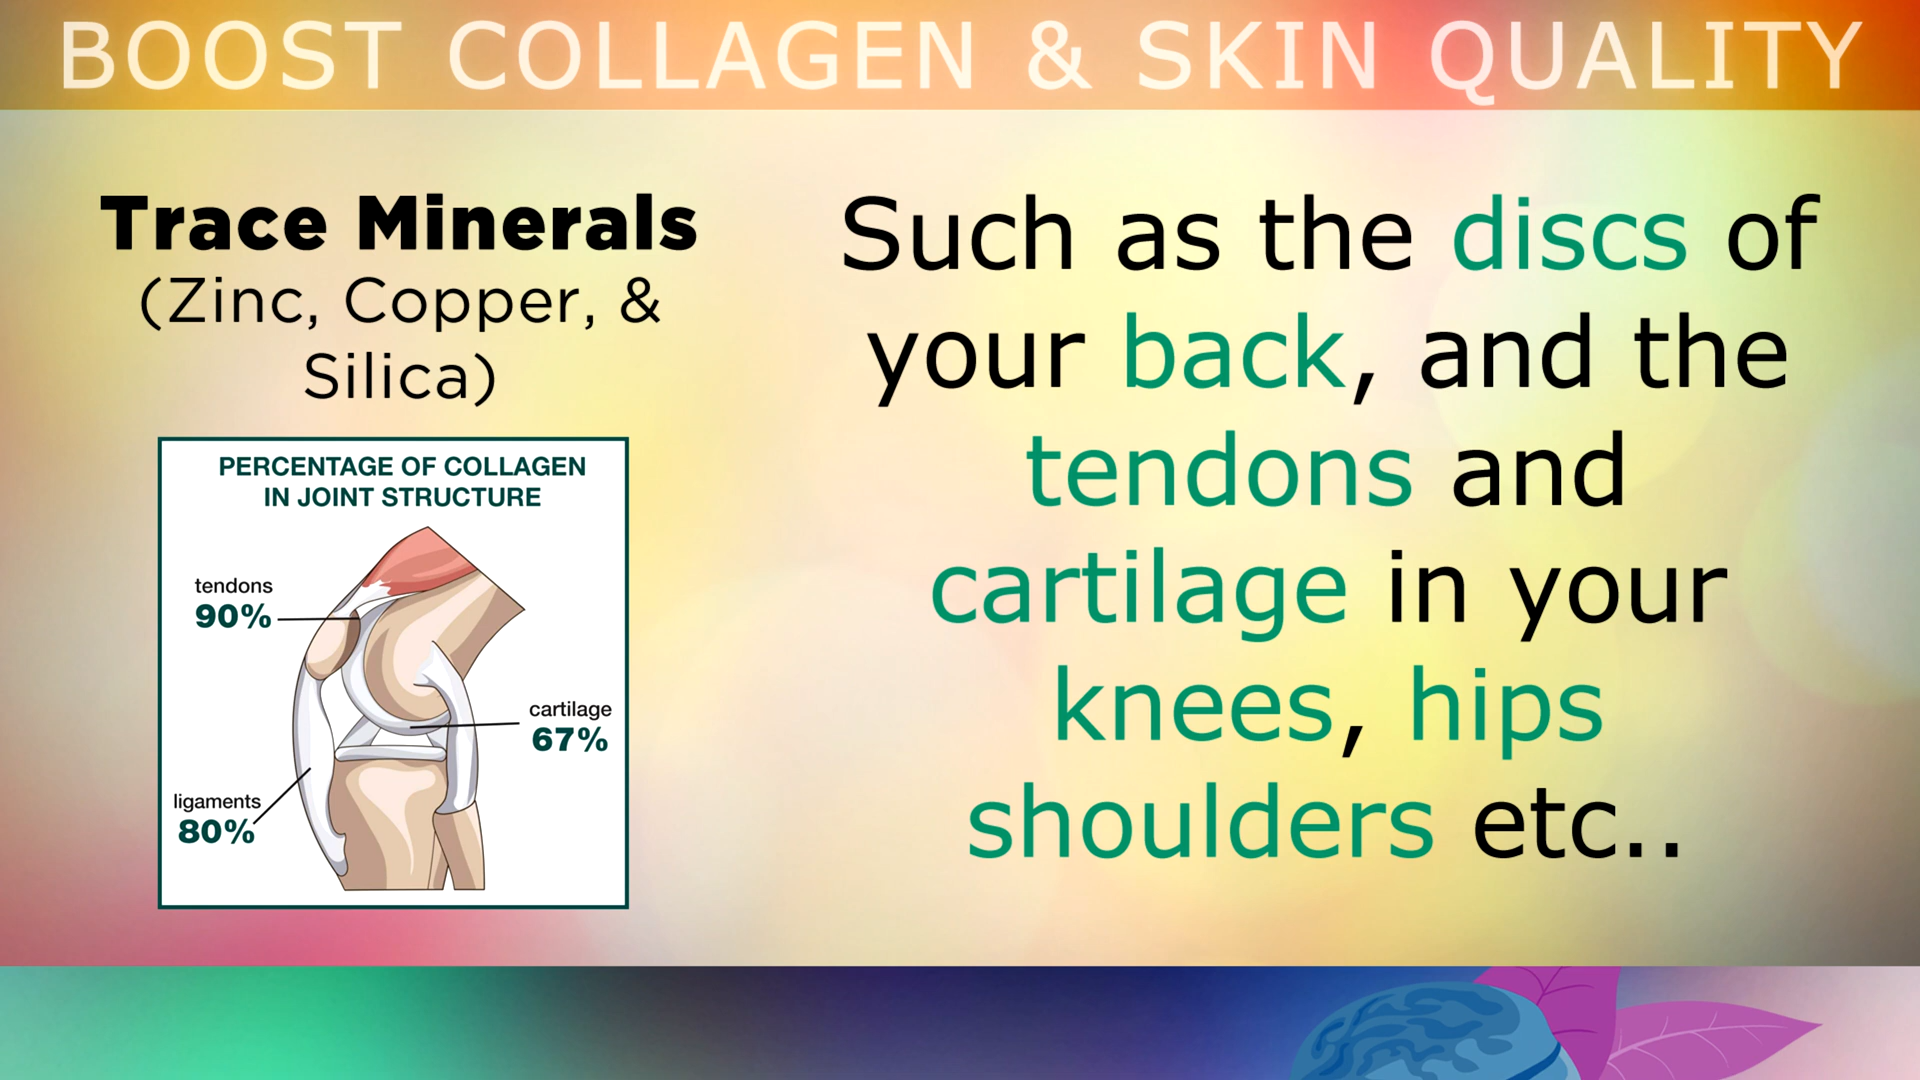 BOOST COLLAGEN & SKIN QUALITY
Trace Minerals
(Zinc, Copper, &
Silica)
PERCENTAGE OF COLLAGEN
IN JOINT STRUCTURE
tendons
90%
cartilage
67%
ligaments
80%
Such as the discs of
your back, and the
tendons and
cartilage in your
knees, hips
shoulders etc..